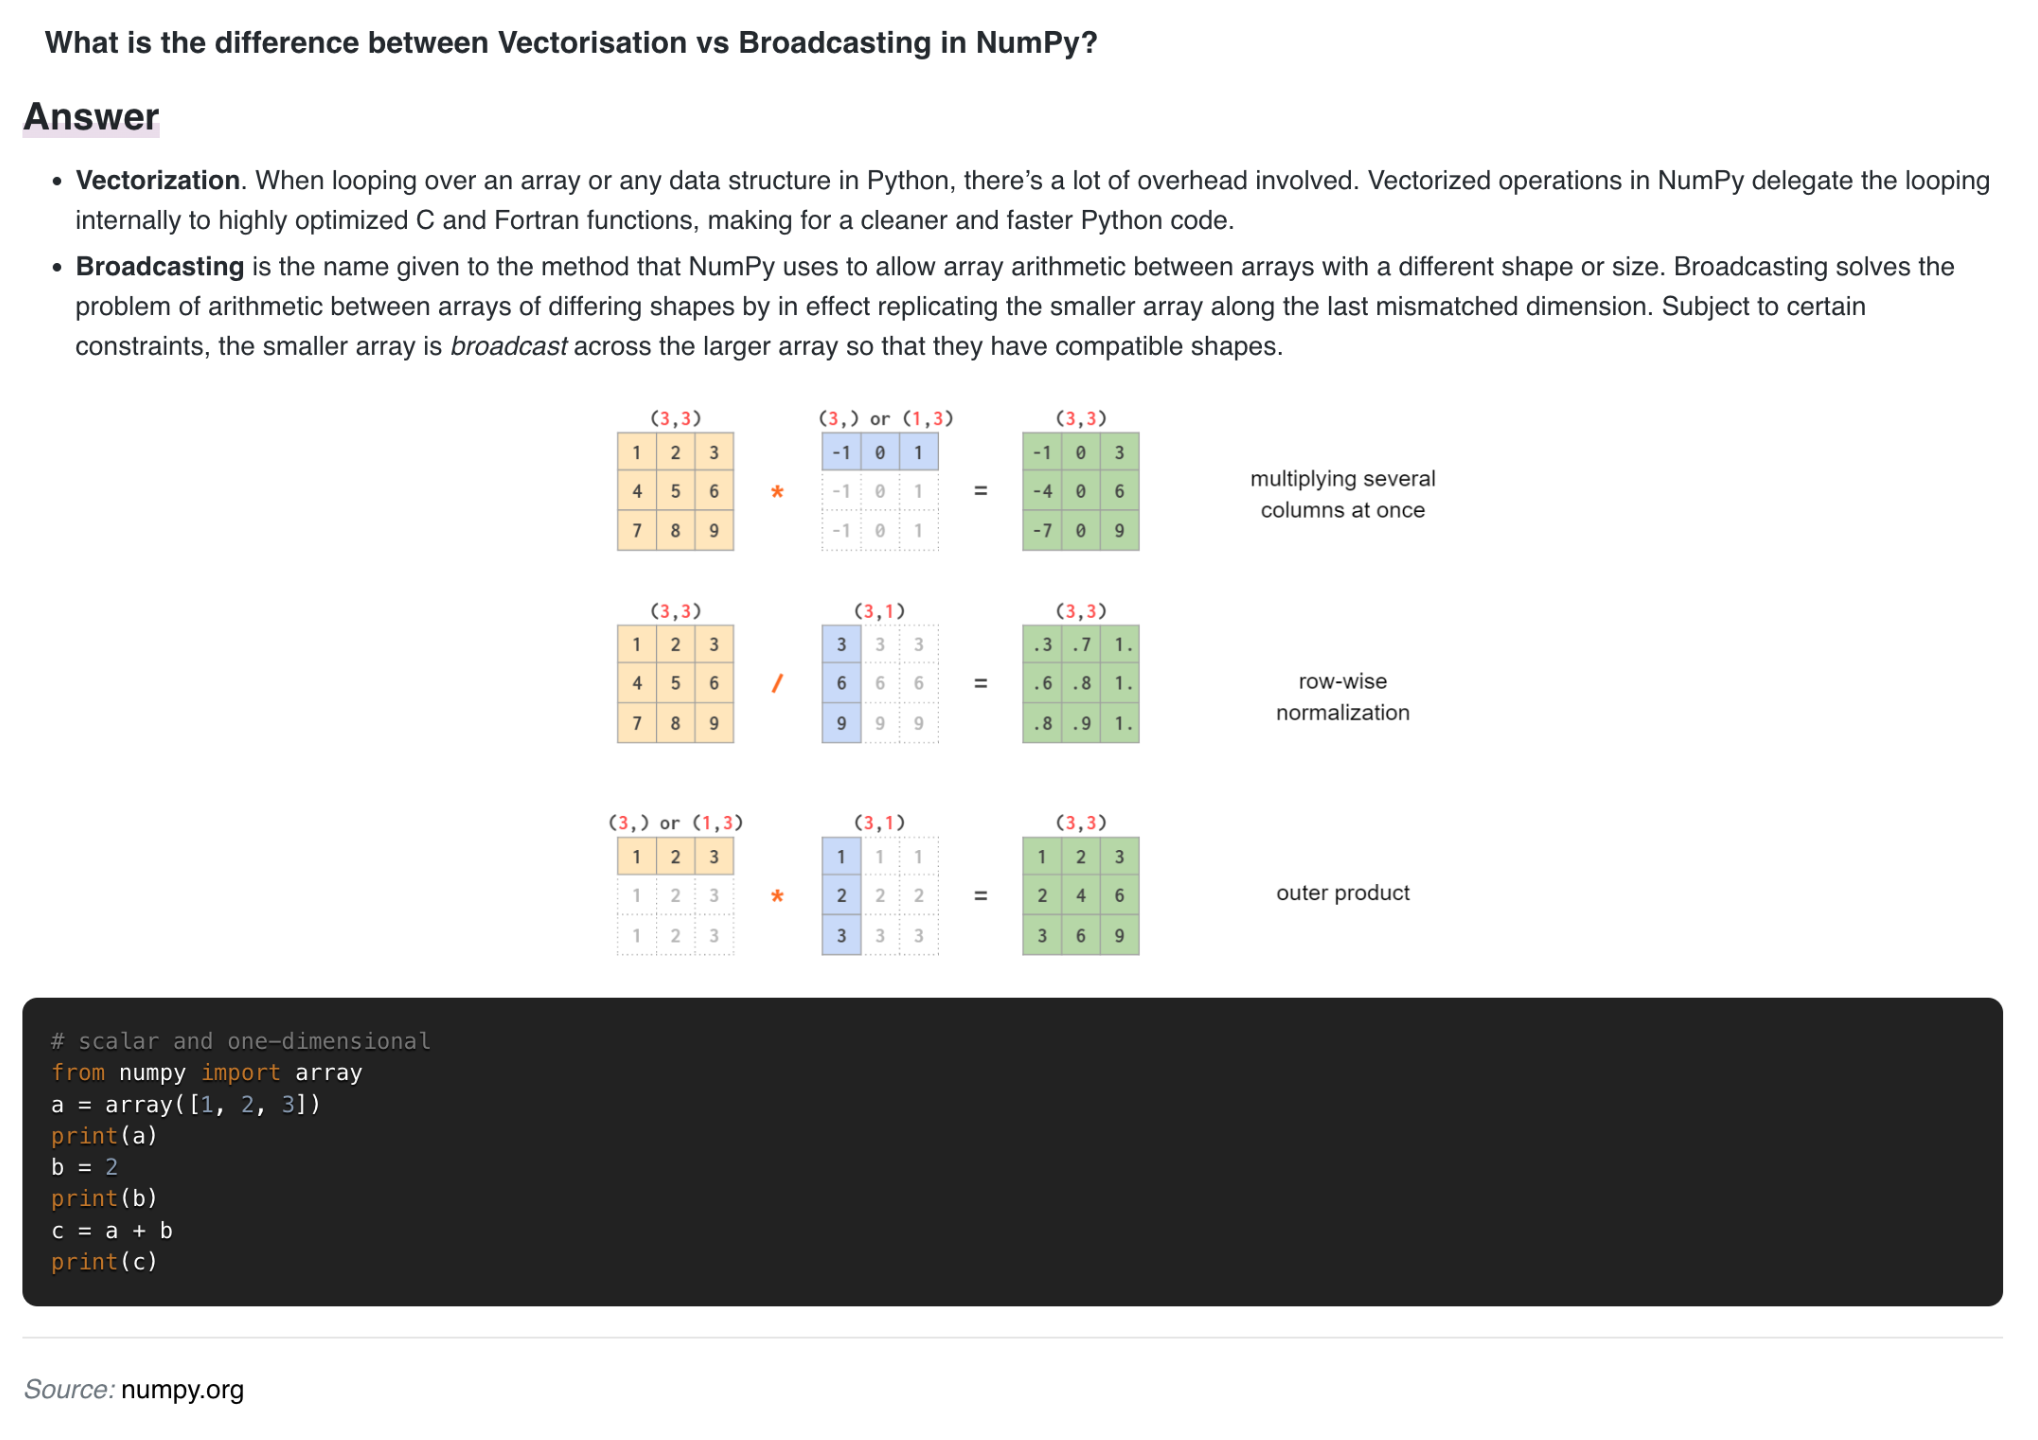 What is the difference between Vectorisation vs Broadcasting in NumPy?
Answer
• Vectorization. When looping over an array or any data structure in Python, there’s a lot of overhead involved. Vectorized operations in NumPy delegate the looping
internally to highly optimized C and Fortran functions, making for a cleaner and faster Python code.
• Broadcasting is the name given to the method that NumPy uses to allow array arithmetic between arrays with a different shape or size. Broadcasting solves the
problem of arithmetic between arrays of differing shapes by in effect replicating the smaller array along the last mismatched dimension. Subject to certain
constraints, the smaller array is broadcast across the larger array so that they have compatible shapes.
(3,3) (3,) or (1,3) (3,3)
1 2 3 -1 0 1 -1 0 3
4 5 6 * -1 0 1 = -4 0 6
7 8 9 -1 0 1 -7 0 9
multiplying several
columns at once
(3,3) (3,1) (3,3)
1 2 3 3 3 3 .3 .7 1.
4 5 6 / 6 6 6 = .6 .8 1.
7 8 9 9 9 9 .8 .9 1.
row-wise
normalization
(3,) or (1,3) (3,1) (3,3)
1 2 3 1 1 1 1 2 3
1 2 3 * 2 2 2 = 2 4 6
1 2 3 3 3 3 3 6 9
outer product
# scalar and one-dimensional
from numpy import array
a = array([1, 2, 3])
print(a)
b = 2
print(b)
c = a + b
print(c)
Source: numpy.org